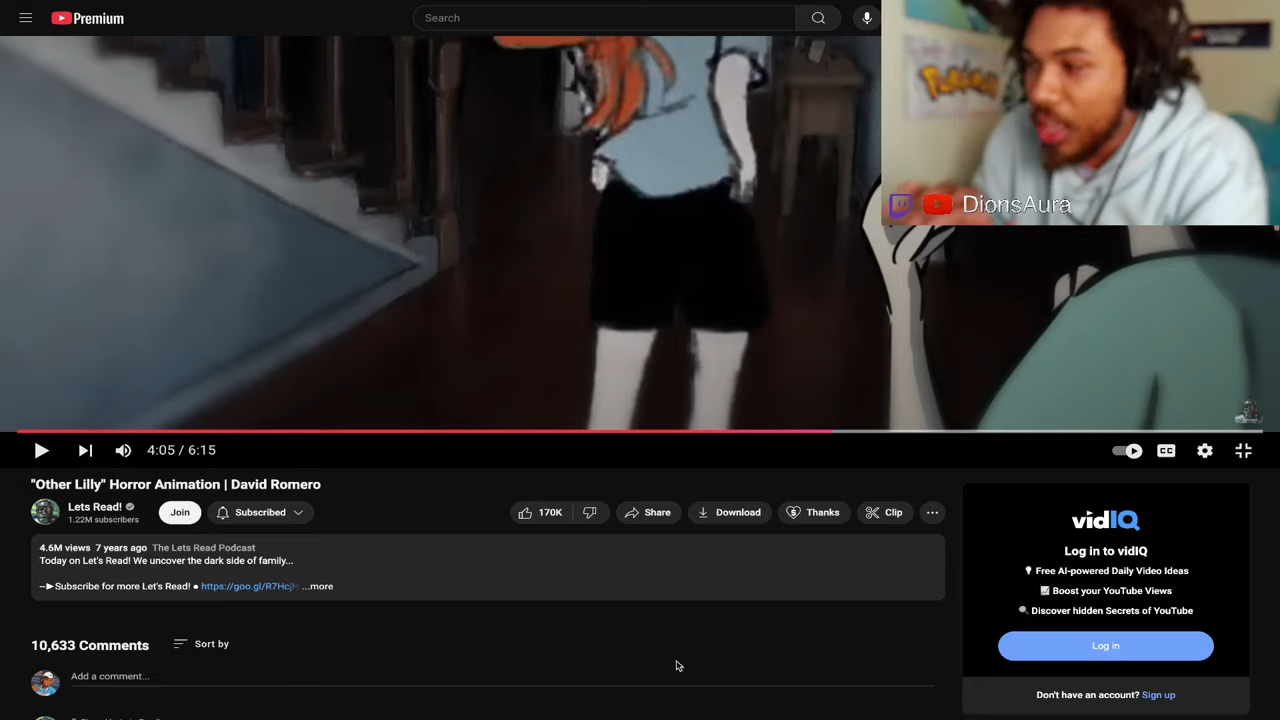 Premium
Search
Pokémon
DionsAura
4:05 / 6:15
CC
"Other Lilly" Horror Animation | David Romero
Lets Read!
1.22M subscribers
Join
Subscribed
170K
Share
Download
Thanks
Clip
4.6M views 7 years ago The Lets Read Podcast
Today on Let's Read! We uncover the dark side of family...
--►Subscribe for more Let's Read! ● https://goo.gl/R7Hcj ...more
10,633 Comments
Sort by
Add a comment...
vidIQ
Log in to vidIQ
Free AI-powered Daily Video Ideas
Boost your YouTube Views
Discover hidden Secrets of YouTube
Log in
Don't have an account? Sign up